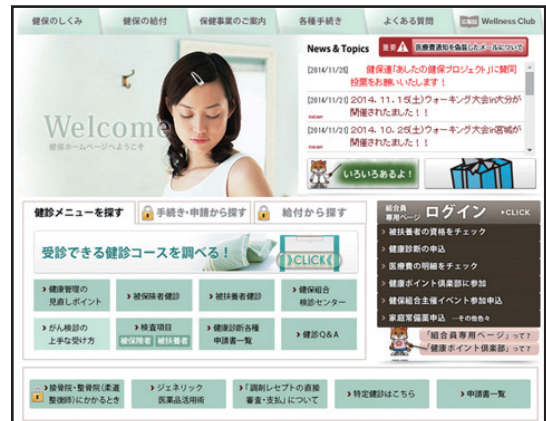 健保のしくみ
健保の給付
保健事業のご案内
各種手続き
よくある質問
Wellness Club
News & Topics
重要
医療費通知を偽装したメールについて
[2014/11/25] 健保連「あしたの健保プロジェクト」に賛同
投票をお願いいたします!
[2014/11/21] 2014.11.15(土)ウォーキング大会in大分が
開催されました!!
[2014/11/21] 2014.10.25(土)ウォーキング大会in宮城が
開催されました!!
Welcome
健保ホームページへようこそ
いろいろあるよ!
健診メニューを探す
手続き・申請から探す
給付から探す
受診できる健診コースを調べる!
CLICK
健康管理の
見直しポイント
被保険者健診
被扶養者健診
健保組合
検診センター
がん検診の
上手な受け方
検査項目
被保険者 被扶養者
健康診断各種
申請書一覧
健診Q&A
組合員
専用ページ
ログイン
CLICK
被扶養者の資格をチェック
健康診断の申込
医療費の明細をチェック
健康ポイント倶楽部に参加
健保組合主催イベント参加申込
家庭常備薬申込 ―その他色々
「組合員専用ページ」って?
「健康ポイント倶楽部」って?
接骨院・整骨院(柔道
整復師)にかかるとき
ジェネリック
医薬品活用術
「調剤レセプトの直接
審査・支払」について
特定健診はこちら
申請書一覧